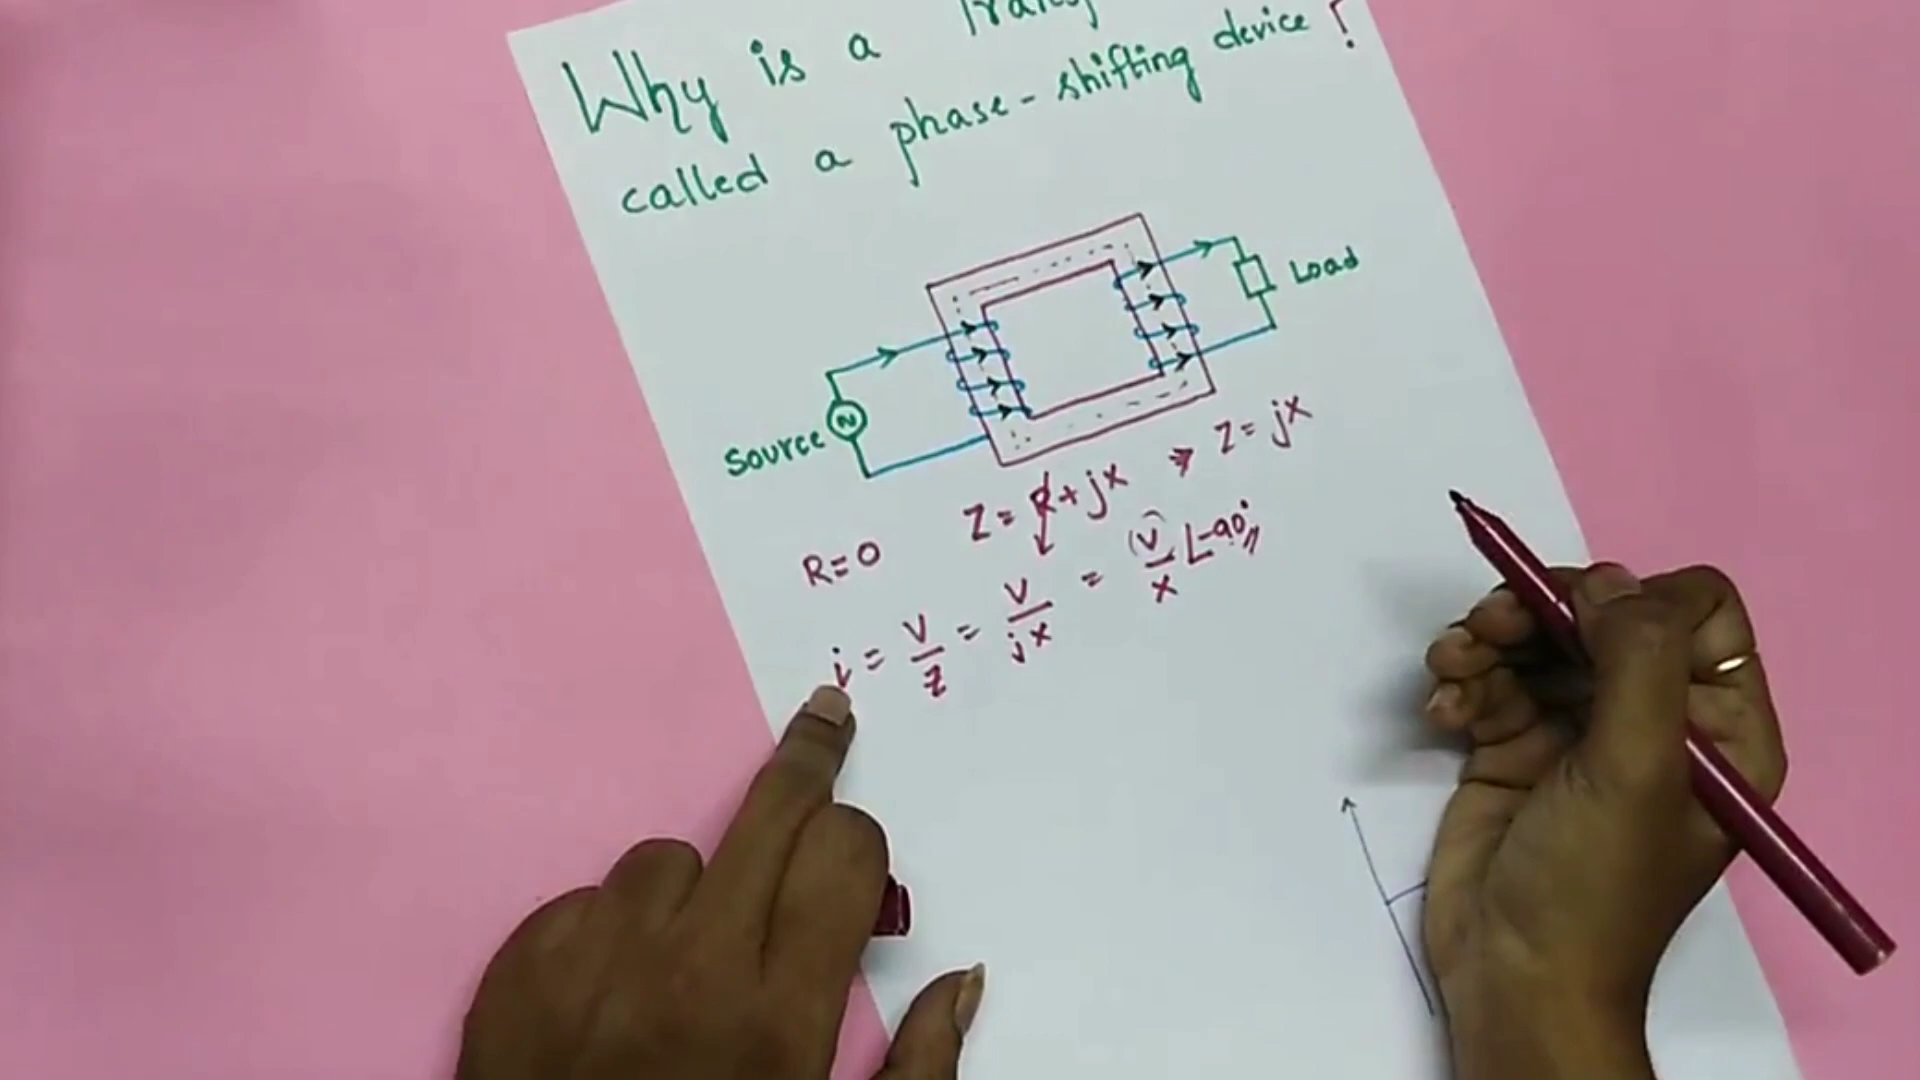 Why is a
called a phase-shifting device?
Load
Source
Z = R + jx ⇒ Z = jx
R = 0
i = V/Z = V/jx = V/x ∠-90°